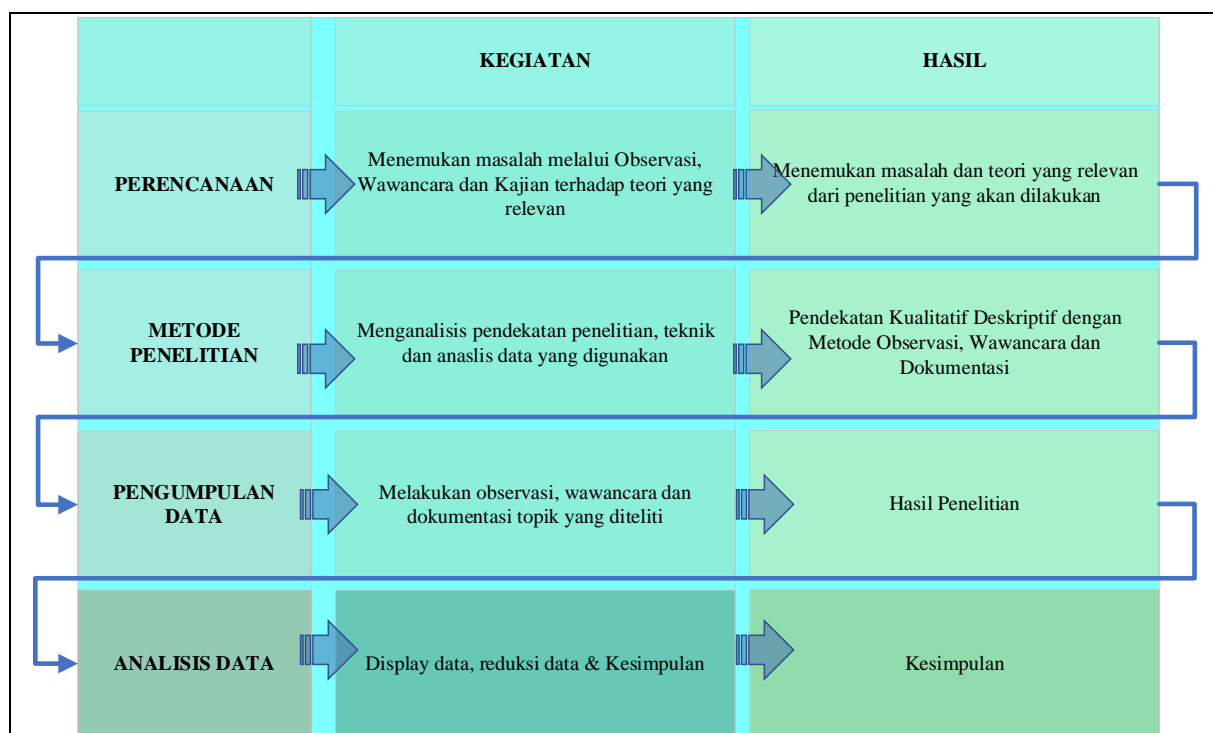 KEGIATAN
HASIL
PERENCANAAN
Menemukan masalah melalui Observasi,
Wawancara dan Kajian terhadap teori yang
relevan
Menemukan masalah dan teori yang relevan
dari penelitian yang akan dilakukan
METODE
PENELITIAN
Menganalisis pendekatan penelitian, teknik
dan anaslis data yang digunakan
Pendekatan Kualitatif Deskriptif dengan
Metode Observasi, Wawancara dan
Dokumentasi
PENGUMPULAN
DATA
Melakukan observasi, wawancara dan
dokumentasi topik yang diteliti
Hasil Penelitian
ANALISIS DATA
Display data, reduksi data & Kesimpulan
Kesimpulan